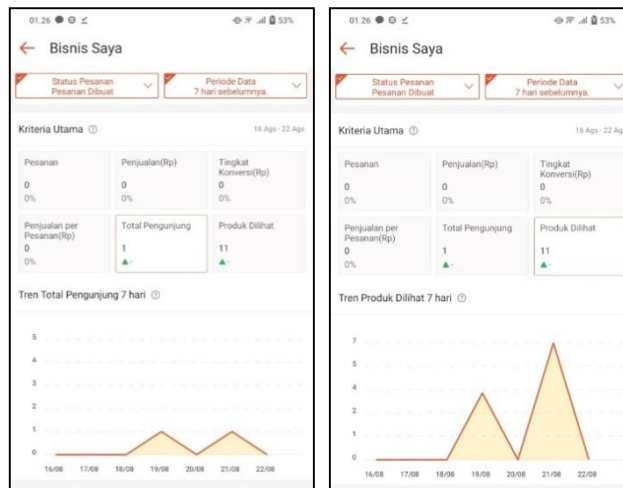 01.26
53%
Bisnis Saya
Status Pesanan
Pesanan Dibuat
Periode Data
7 hari sebelumnya.
Kriteria Utama
16 Ags - 22 Ags
Pesanan
0
0%
Penjualan(Rp)
0
0%
Tingkat
Konversi(Rp)
0
0%
Penjualan per
Pesanan(Rp)
0
0%
Total Pengunjung
1
-
Produk Dilihat
11
-
Tren Total Pengunjung 7 hari
5
4
3
2
1
0
16/08 17/08 18/08 19/08 20/08 21/08 22/08
01.26
53%
Bisnis Saya
Status Pesanan
Pesanan Dibuat
Periode Data
7 hari sebelumnya.
Kriteria Utama
16 Ags - 22 Ags
Pesanan
0
0%
Penjualan(Rp)
0
0%
Tingkat
Konversi(Rp)
0
0%
Penjualan per
Pesanan(Rp)
0
0%
Total Pengunjung
1
-
Produk Dilihat
11
-
Tren Produk Dilihat 7 hari
7
5
4
2
1
0
16/08 17/08 18/08 19/08 20/08 21/08 22/08